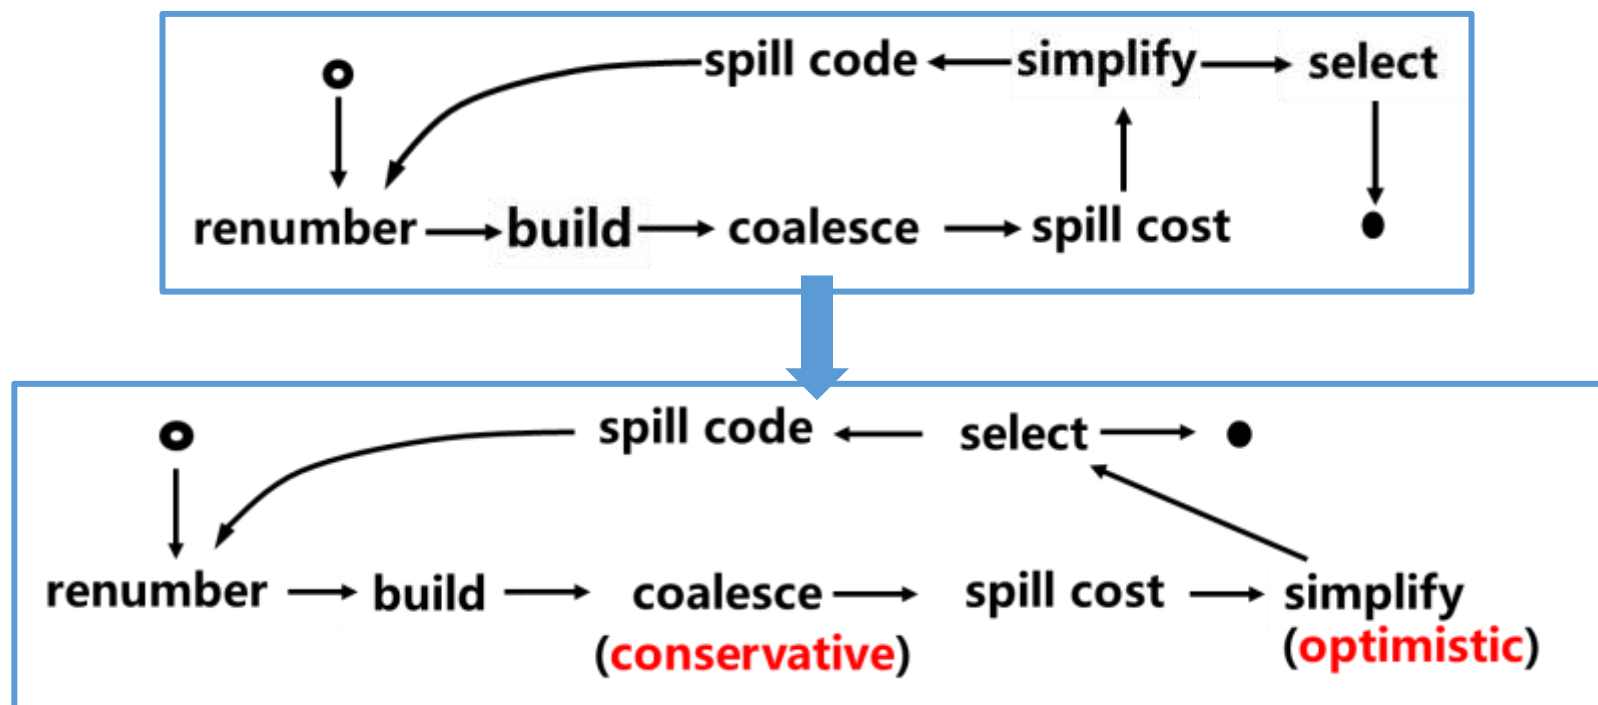 spill code simplify select
renumber build coalesce spill cost
spill code select
renumber build coalesce spill cost simplify
(conservative) (optimistic)